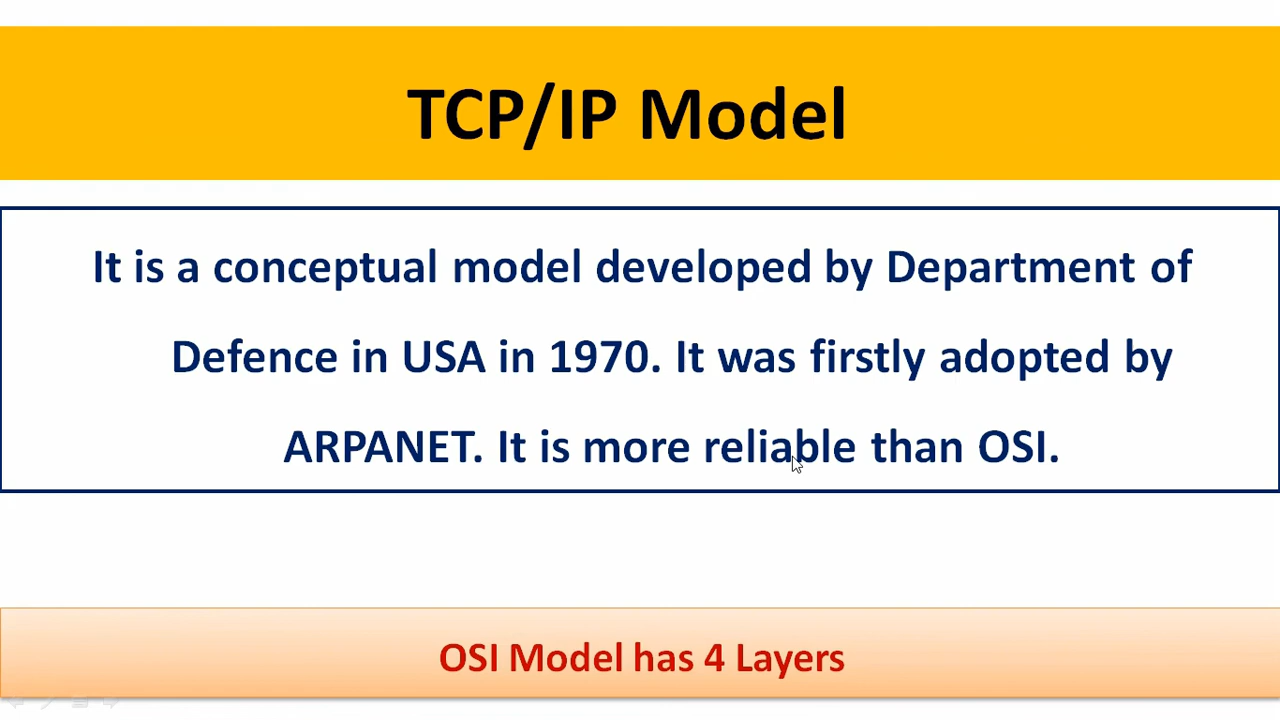 TCP/IP Model
It is a conceptual model developed by Department of
Defence in USA in 1970. It was firstly adopted by
ARPANET. It is more reliable than OSI.
OSI Model has 4 Layers